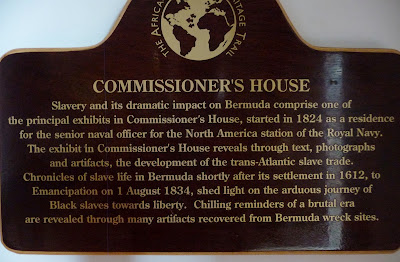 THE AFRICA
RITAGE TRAIL
COMMISSIONER'S HOUSE
Slavery and its dramatic impact on Bermuda comprise one of
the principal exhibits in Commissioner's House, started in 1824 as a residence
for the senior naval officer for the North America station of the Royal Navy.
The exhibit in Commissioner's House reveals through text, photographs
and artifacts, the development of the trans-Atlantic slave trade.
Chronicles of slave life in Bermuda shortly after its settlement in 1612, to
Emancipation on 1 August 1834, shed light on the arduous journey of
Black slaves towards liberty. Chilling reminders of a brutal era
are revealed through many artifacts recovered from Bermuda wreck sites.